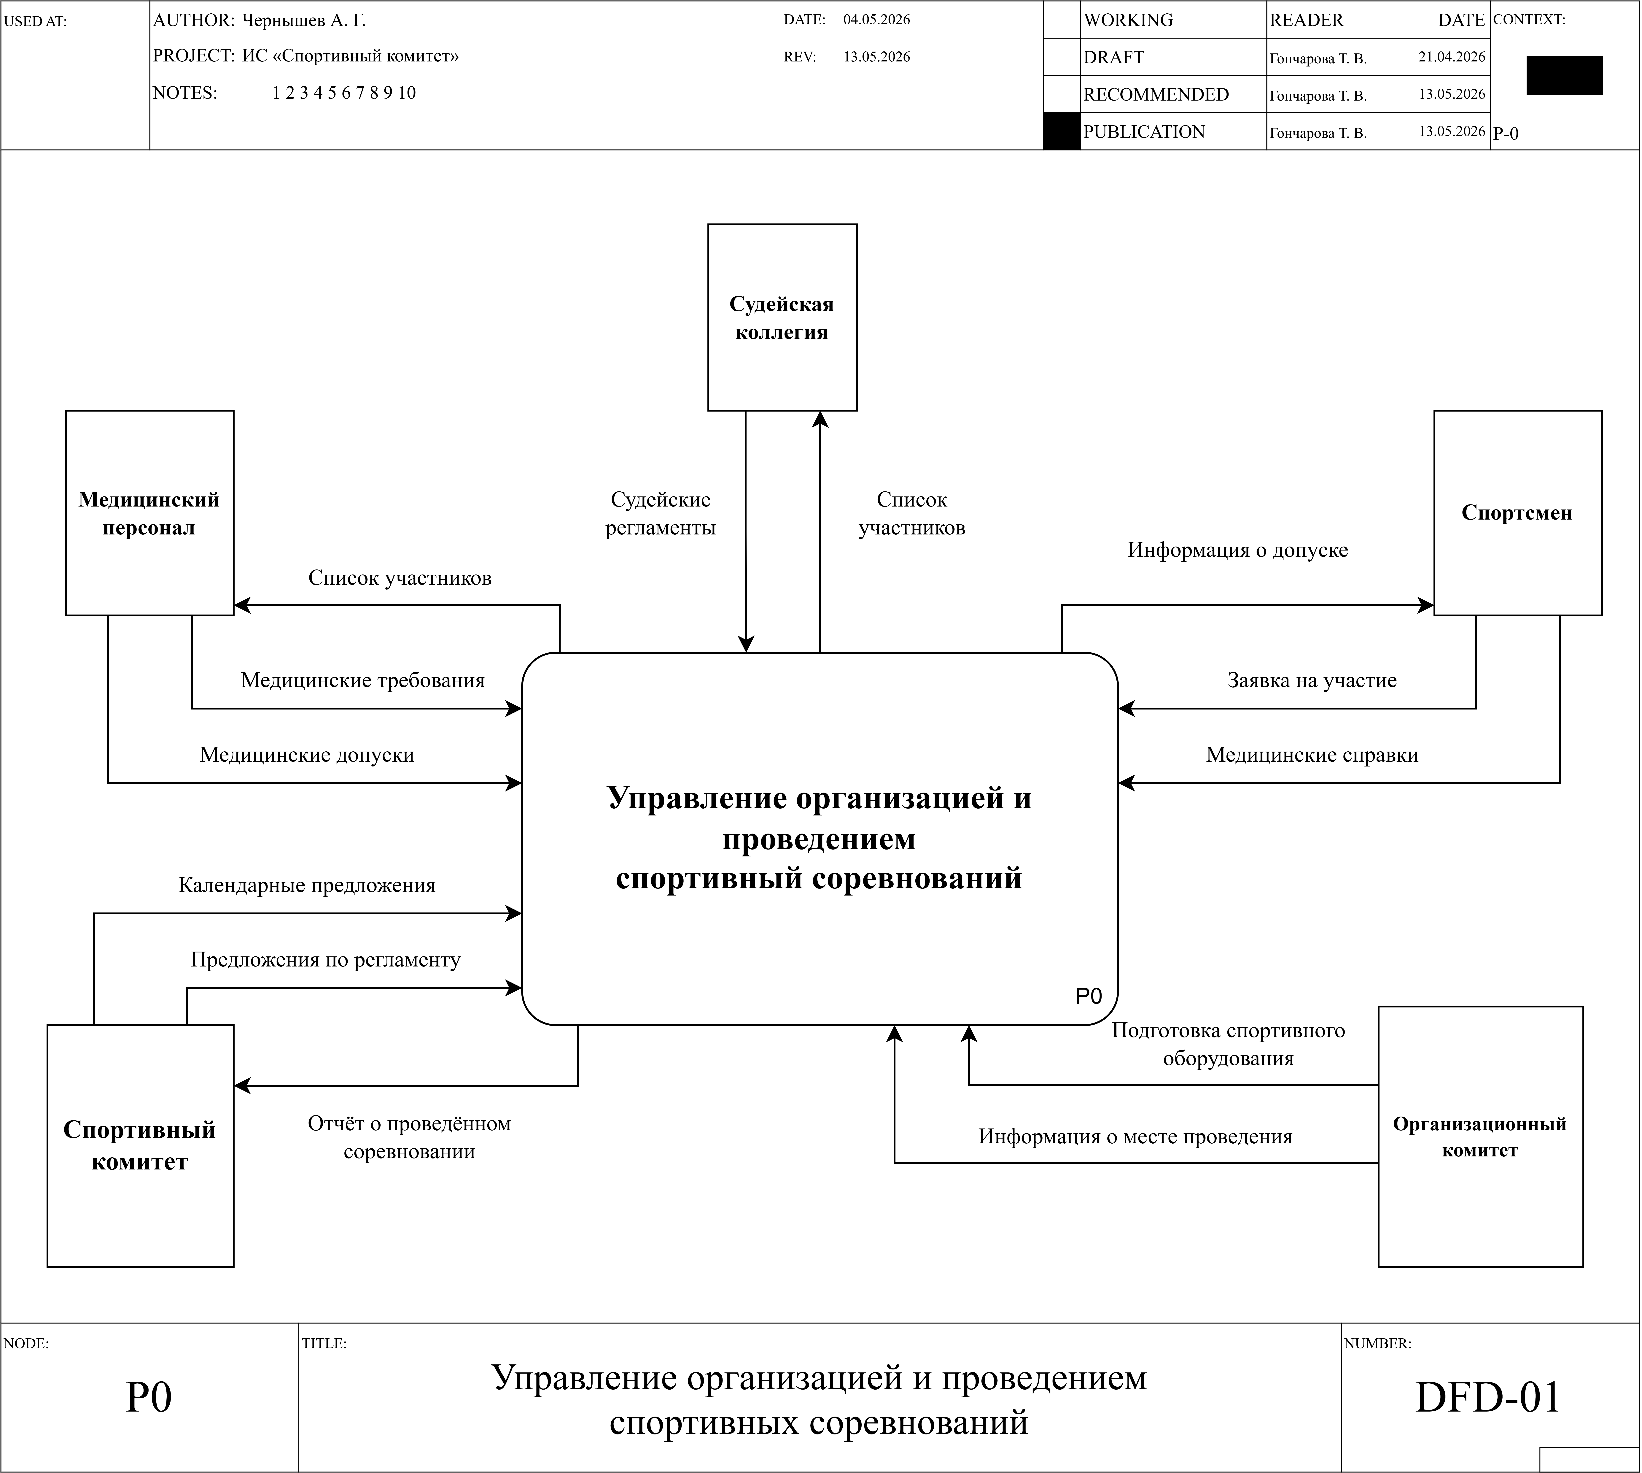 USED AT:
AUTHOR: Чернышев А. Г.
DATE: 04.05.2026
PROJECT: ИС «Спортивный комитет»
REV: 13.05.2026
NOTES: 1 2 3 4 5 6 7 8 9 10
WORKING READER DATE
DRAFT Гончарова Т. В. 21.04.2026
RECOMMENDED Гончарова Т. В. 13.05.2026
PUBLICATION Гончарова Т. В. 13.05.2026
CONTEXT:
P-0
Судейская
коллегия
Медицинский
персонал
Судейские
регламенты
Список
участников
Спортсмен
Информация о допуске
Список участников
Медицинские требования
Заявка на участие
Медицинские допуски
Медицинские справки
Управление организацией и
проведением
спортивный соревнований
P0
Календарные предложения
Предложения по регламенту
Спортивный
комитет
Отчёт о проведённом
соревновании
Подготовка спортивного
оборудования
Информация о месте проведения
Организационный
комитет
NODE:
P0
TITLE:
Управление организацией и проведением
спортивных соревнований
NUMBER:
DFD-01